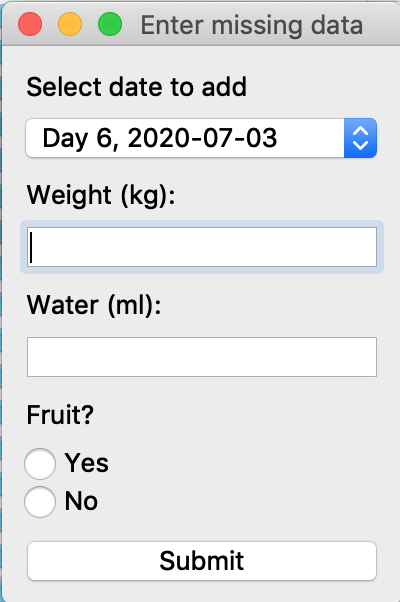 Enter missing data
Select date to add
Day 6, 2020-07-03
Weight (kg):
Water (ml):
Fruit?
Yes
No
Submit